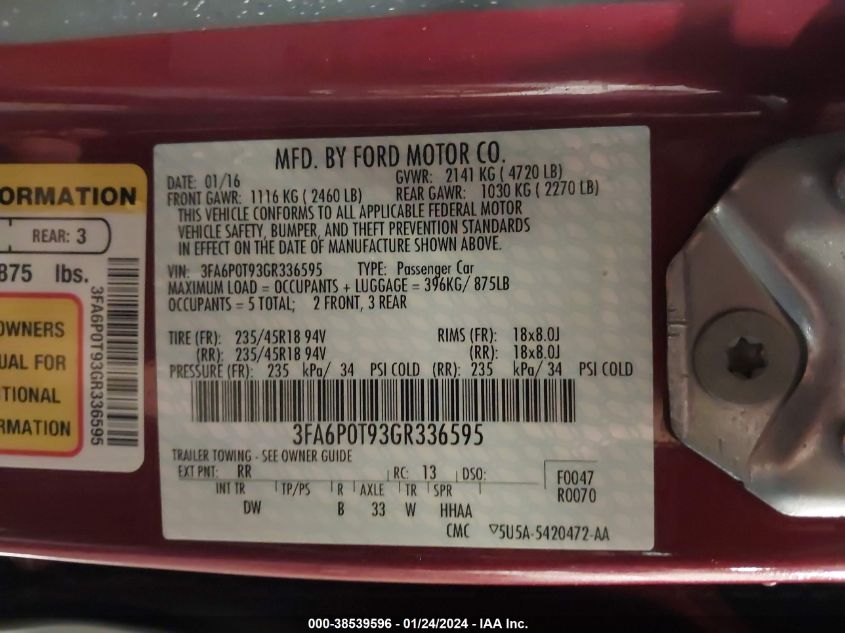 MFD. BY FORD MOTOR CO.
DATE: 01/16 GVWR: 2141 KG ( 4720 LB)
FRONT GAWR: 1116 KG ( 2460 LB) REAR GAWR: 1030 KG ( 2270 LB)
THIS VEHICLE CONFORMS TO ALL APPLICABLE FEDERAL MOTOR
VEHICLE SAFETY, BUMPER, AND THEFT PREVENTION STANDARDS
IN EFFECT ON THE DATE OF MANUFACTURE SHOWN ABOVE.
VIN: 3FA6P0T93GR336595 TYPE: Passenger Car
MAXIMUM LOAD = OCCUPANTS + LUGGAGE = 396KG/ 875LB
OCCUPANTS = 5 TOTAL; 2 FRONT, 3 REAR
TIRE (FR): 235/45R18 94V RIMS (FR): 18x8.0J
(RR): 235/45R18 94V (RR): 18x8.0J
PRESSURE (FR): 235 kPa/ 34 PSI COLD (RR): 235 kPa/ 34 PSI COLD
3FA6P0T93GR336595
TRAILER TOWING - SEE OWNER GUIDE
EXT PNT: RR RC: 13 DSO:
F0047
R0070
INT TR TP/PS R AXLE TR SPR
DW B 33 W HHAA
CMC ▽5U5A-5420472-AA
FORMATION
REAR: 3
875 lbs.
3FA6P0T93GR336595
OWNERS
UAL FOR
ITIONAL
RMATION
000-38539596 - 01/24/2024 - IAA Inc.